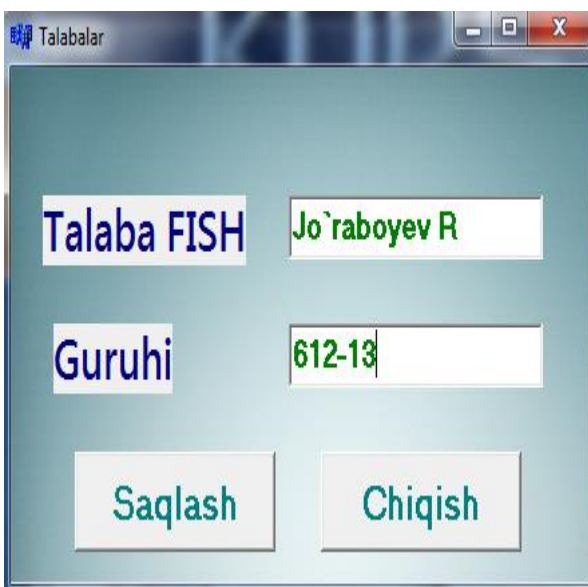 Talabalar
Talaba FISH
Jo`raboyev R
Guruhi
612-13
Saqlash
Chiqish